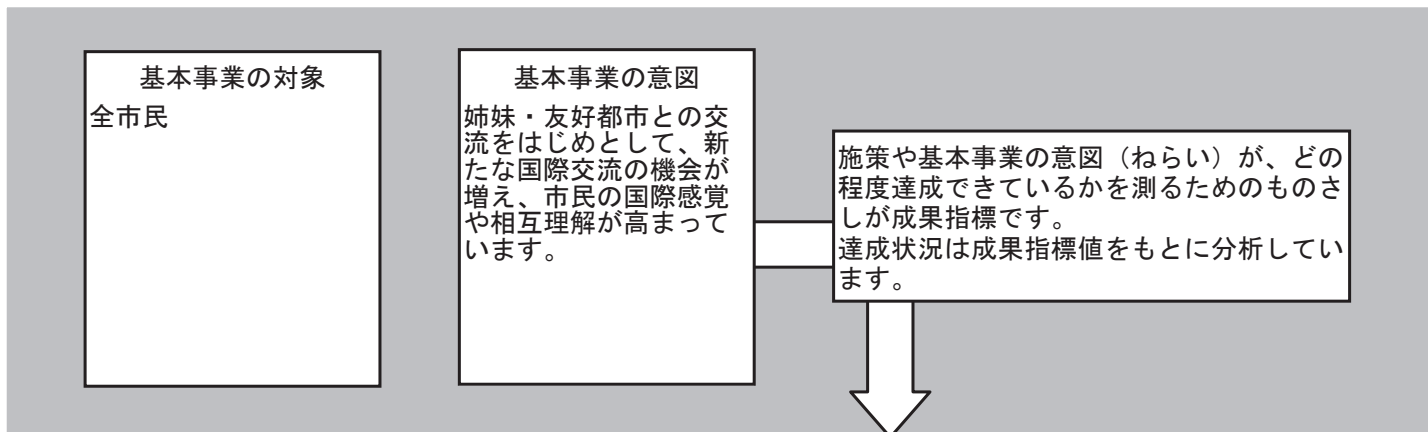 基本事業の対象
全市民
基本事業の意図
姉妹・友好都市との交
流をはじめとして、新
たな国際交流の機会が
増え、市民の国際感覚
や相互理解が高まって
います。
施策や基本事業の意図（ねらい）が、どの
程度達成できているかを測るためのものさ
しが成果指標です。
達成状況は成果指標値をもとに分析してい
ます。